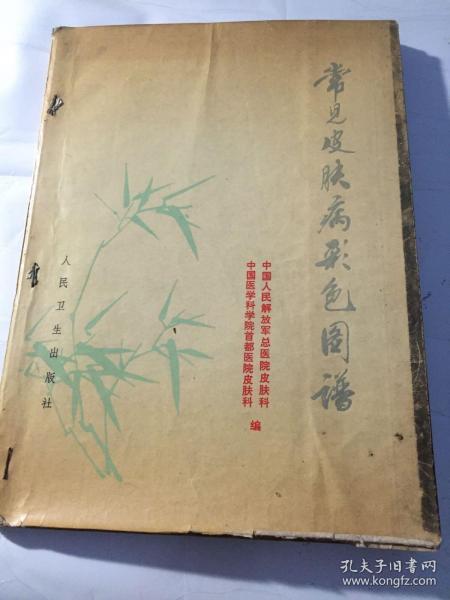 常见皮肤病彩色图谱
中国人民解放军总医院皮肤科
中国医学科学院首都医院皮肤科
编
人民卫生出版社
孔夫子旧书网
www.kongfz.com